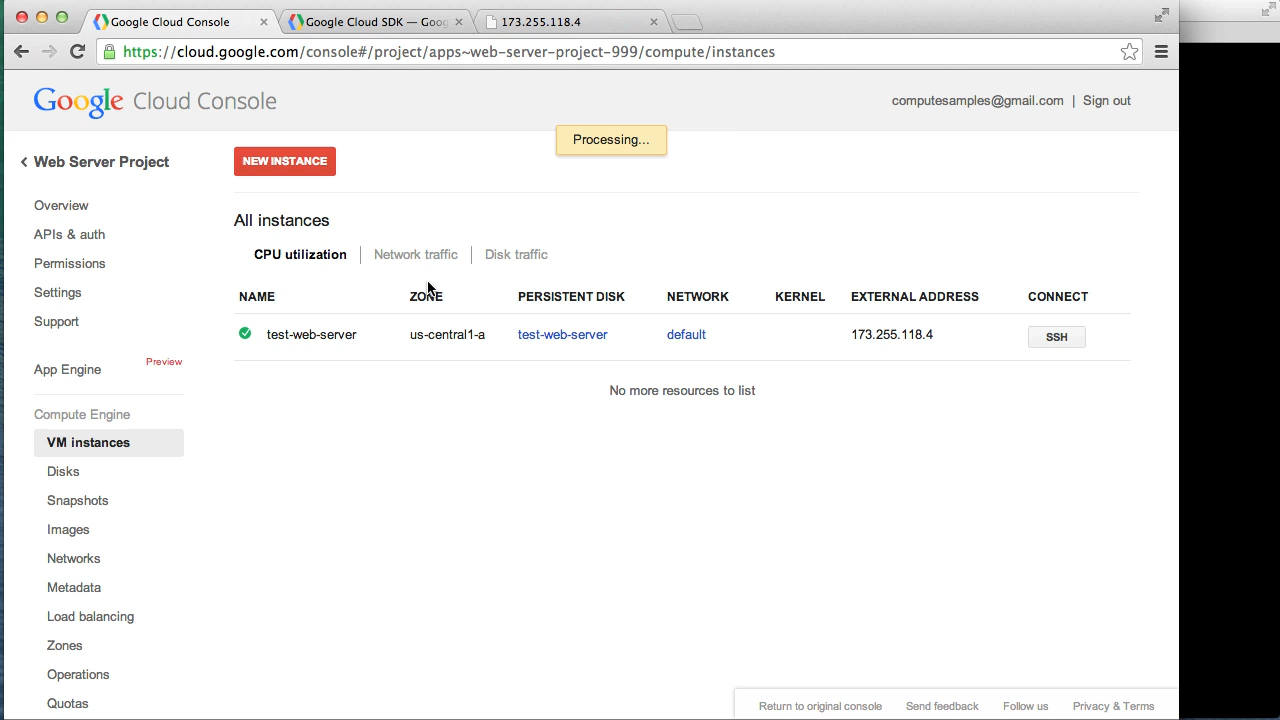 Google Cloud Console
Google Cloud SDK — Goog
173.255.118.4
https://cloud.google.com/console#/project/apps~web-server-project-999/compute/instances
Google Cloud Console
computesamples@gmail.com | Sign out
Processing...
Web Server Project
NEW INSTANCE
Overview
APIs & auth
Permissions
Settings
Support
App Engine
Preview
Compute Engine
VM instances
Disks
Snapshots
Images
Networks
Metadata
Load balancing
Zones
Operations
Quotas
All instances
CPU utilization | Network traffic | Disk traffic
NAME ZONE PERSISTENT DISK NETWORK KERNEL EXTERNAL ADDRESS CONNECT
test-web-server us-central1-a test-web-server default 173.255.118.4 SSH
No more resources to list
Return to original console Send feedback Follow us Privacy & Terms